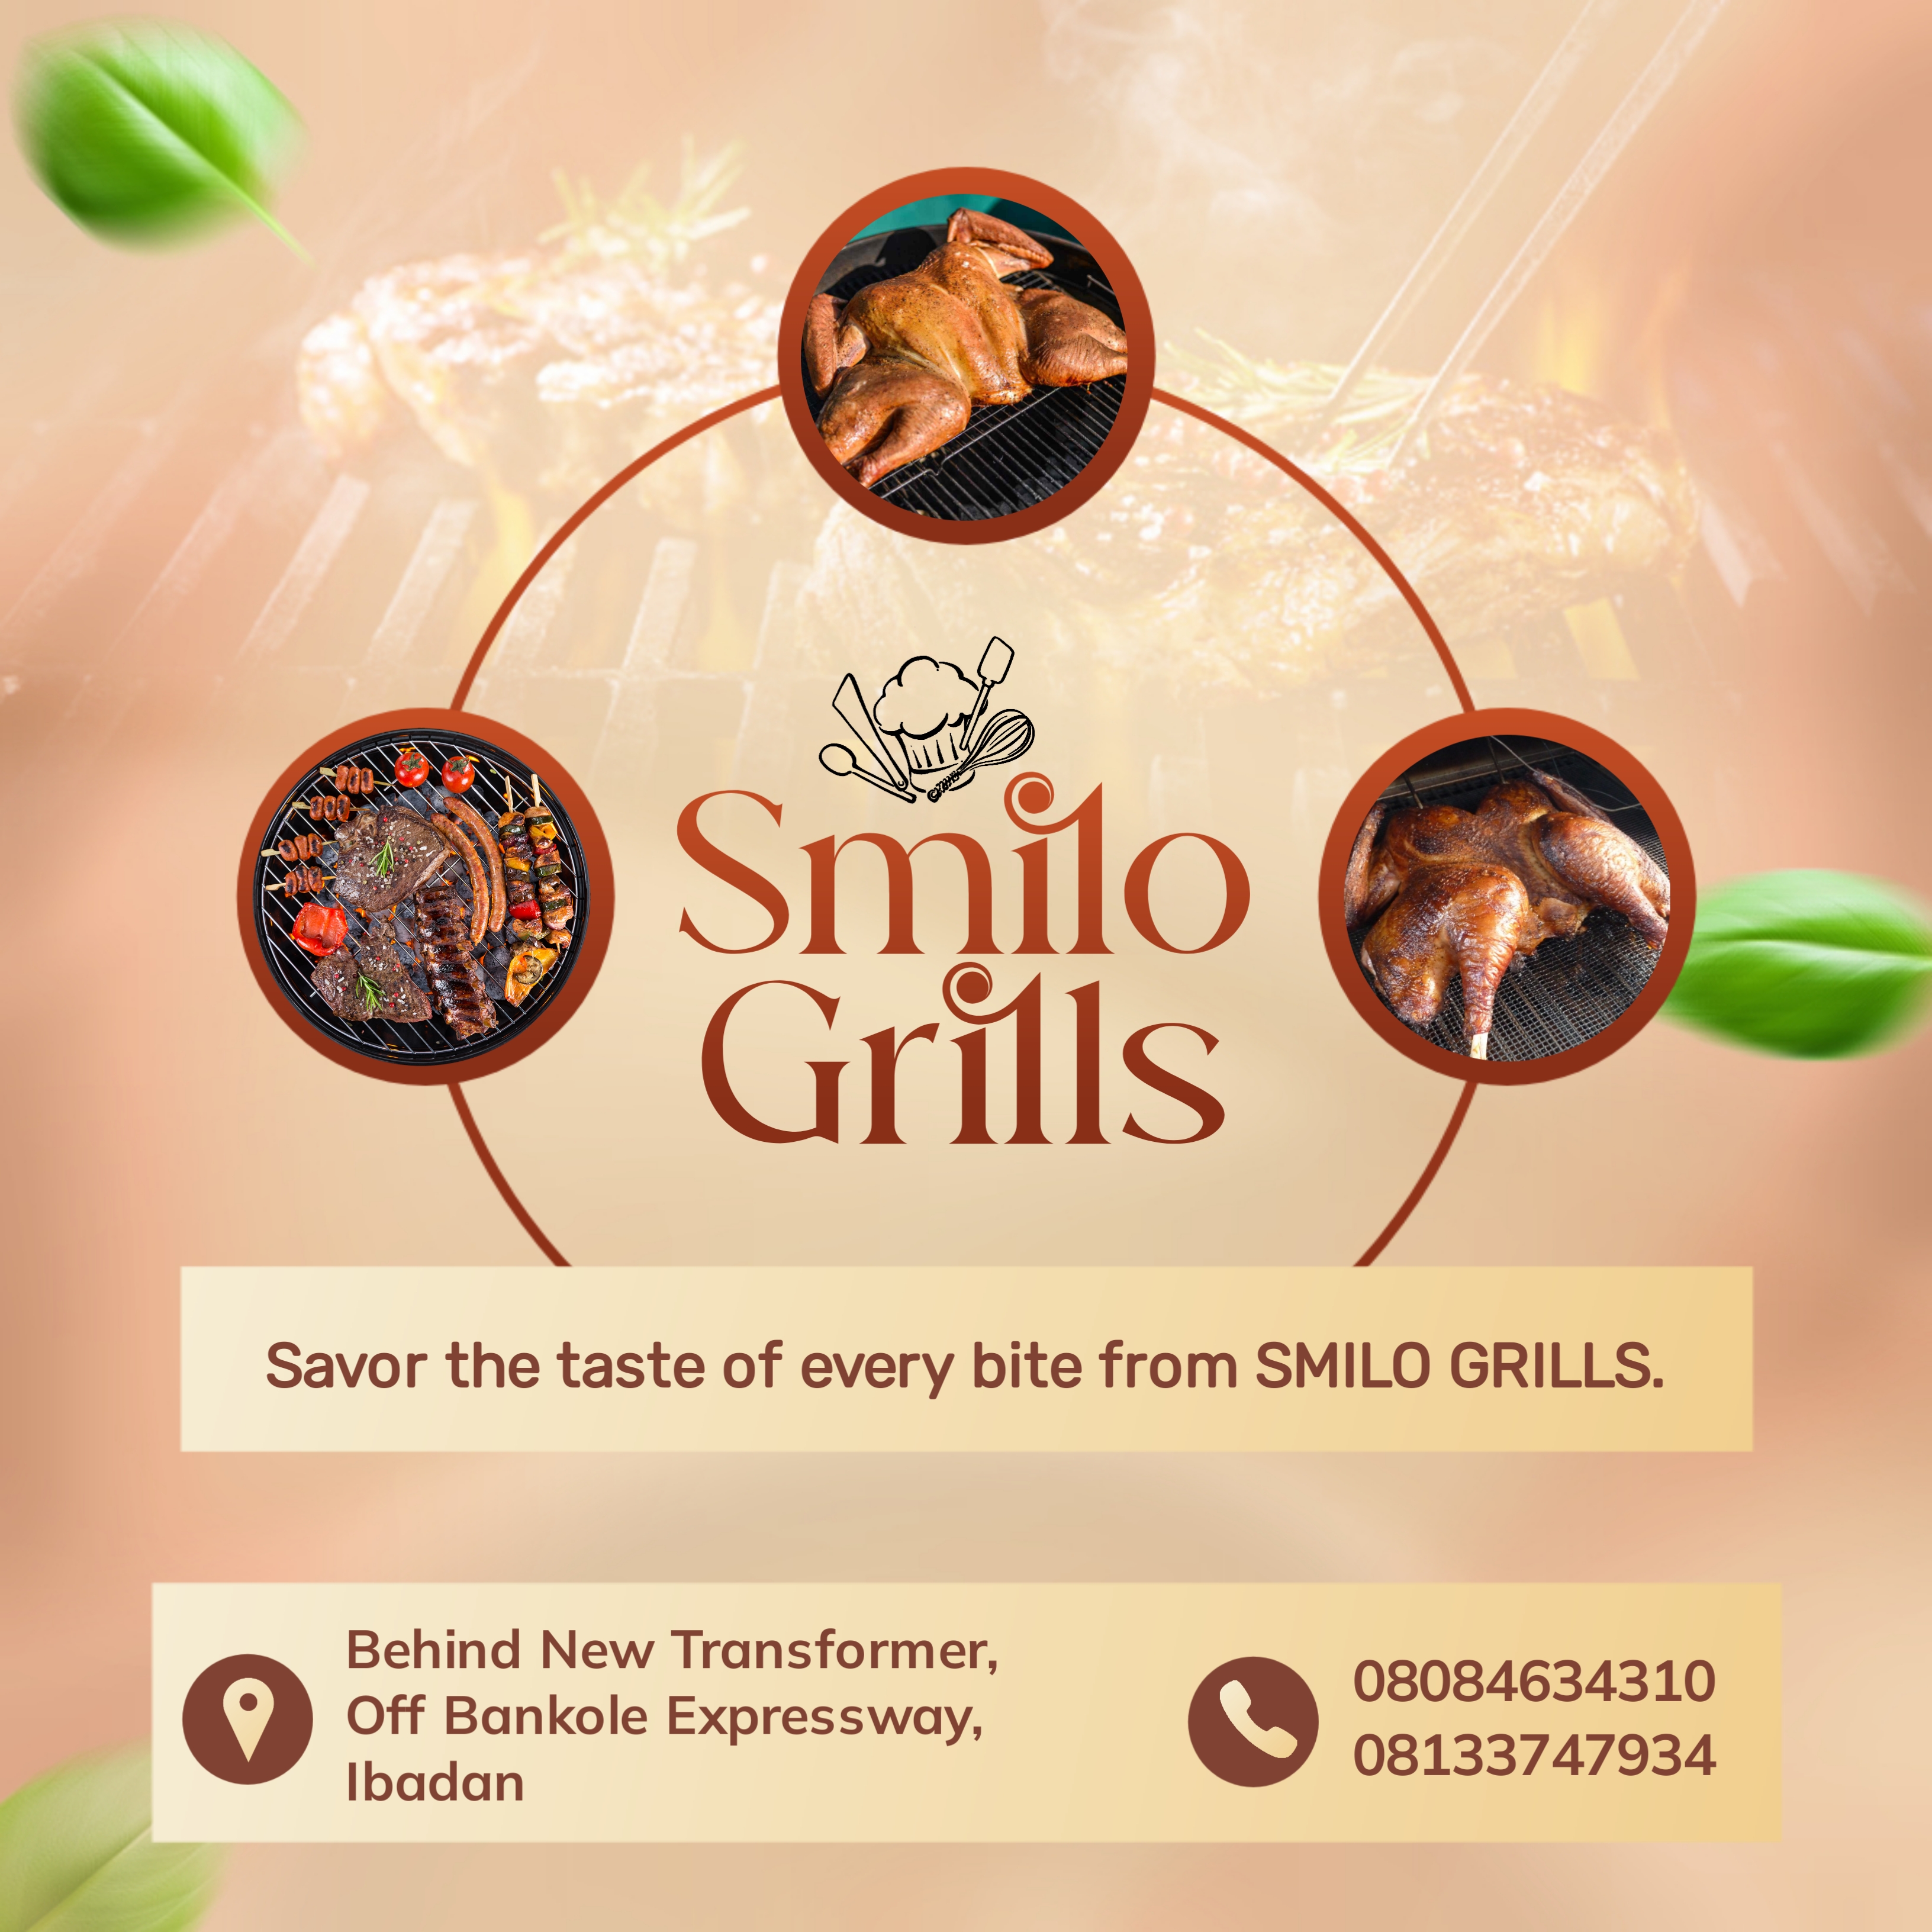 Smilo
Grills
Savor the taste of every bite from SMILO GRILLS.
Behind New Transformer,
Off Bankole Expressway,
Ibadan
08084634310
08133747934